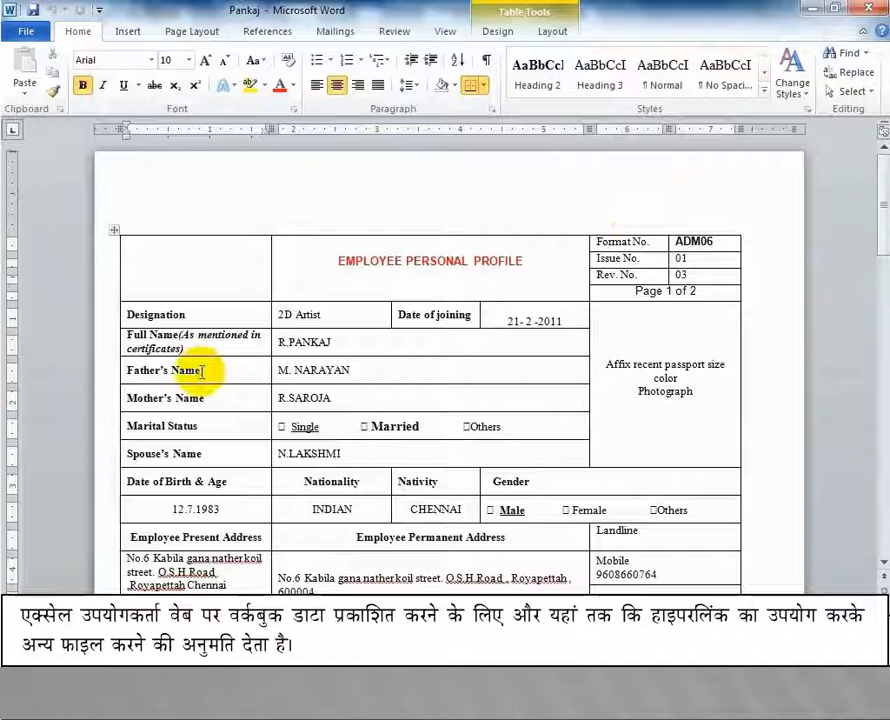 Pankaj - Microsoft Word
Table Tools
File Home Insert Page Layout References Mailings Review View Design Layout
Arial 10
Paste
B I U abc x₂ x² A
AaBbCcI AaBbCcI AaBbCcI AaBbCcI
Heading 2 Heading 3 ¶ Normal ¶ No Spaci...
Change Styles
Find
Replace
Select
Clipboard Font Paragraph Styles Editing
EMPLOYEE PERSONAL PROFILE
Format No. ADM06
Issue No. 01
Rev. No. 03
Page 1 of 2
Designation 2D Artist Date of joining 21- 2 -2011
Full Name(As mentioned in
certificates) R.PANKAJ
Affix recent passport size
color
Photograph
Father's Name M. NARAYAN
Mother's Name R.SAROJA
Marital Status □ Single □ Married □Others
Spouse's Name N.LAKSHMI
Date of Birth & Age Nationality Nativity Gender
12.7.1983 INDIAN CHENNAI □ Male □ Female □Others
Employee Present Address Employee Permanent Address Landline
No.6 Kabila gana natherkoil
street. O.S.H.Road
,Royapettah Chennai
No.6 Kabila gana natherkoil street. O.S.H.Road , Royapettah,
600004
Mobile
9608660764
एक्सेल उपयोगकर्ता वेब पर वर्कबुक डाटा प्रकाशित करने के लिए और यहां तक कि हाइपरलिंक का उपयोग करके
अन्य फाइल करने की अनुमति देता है।